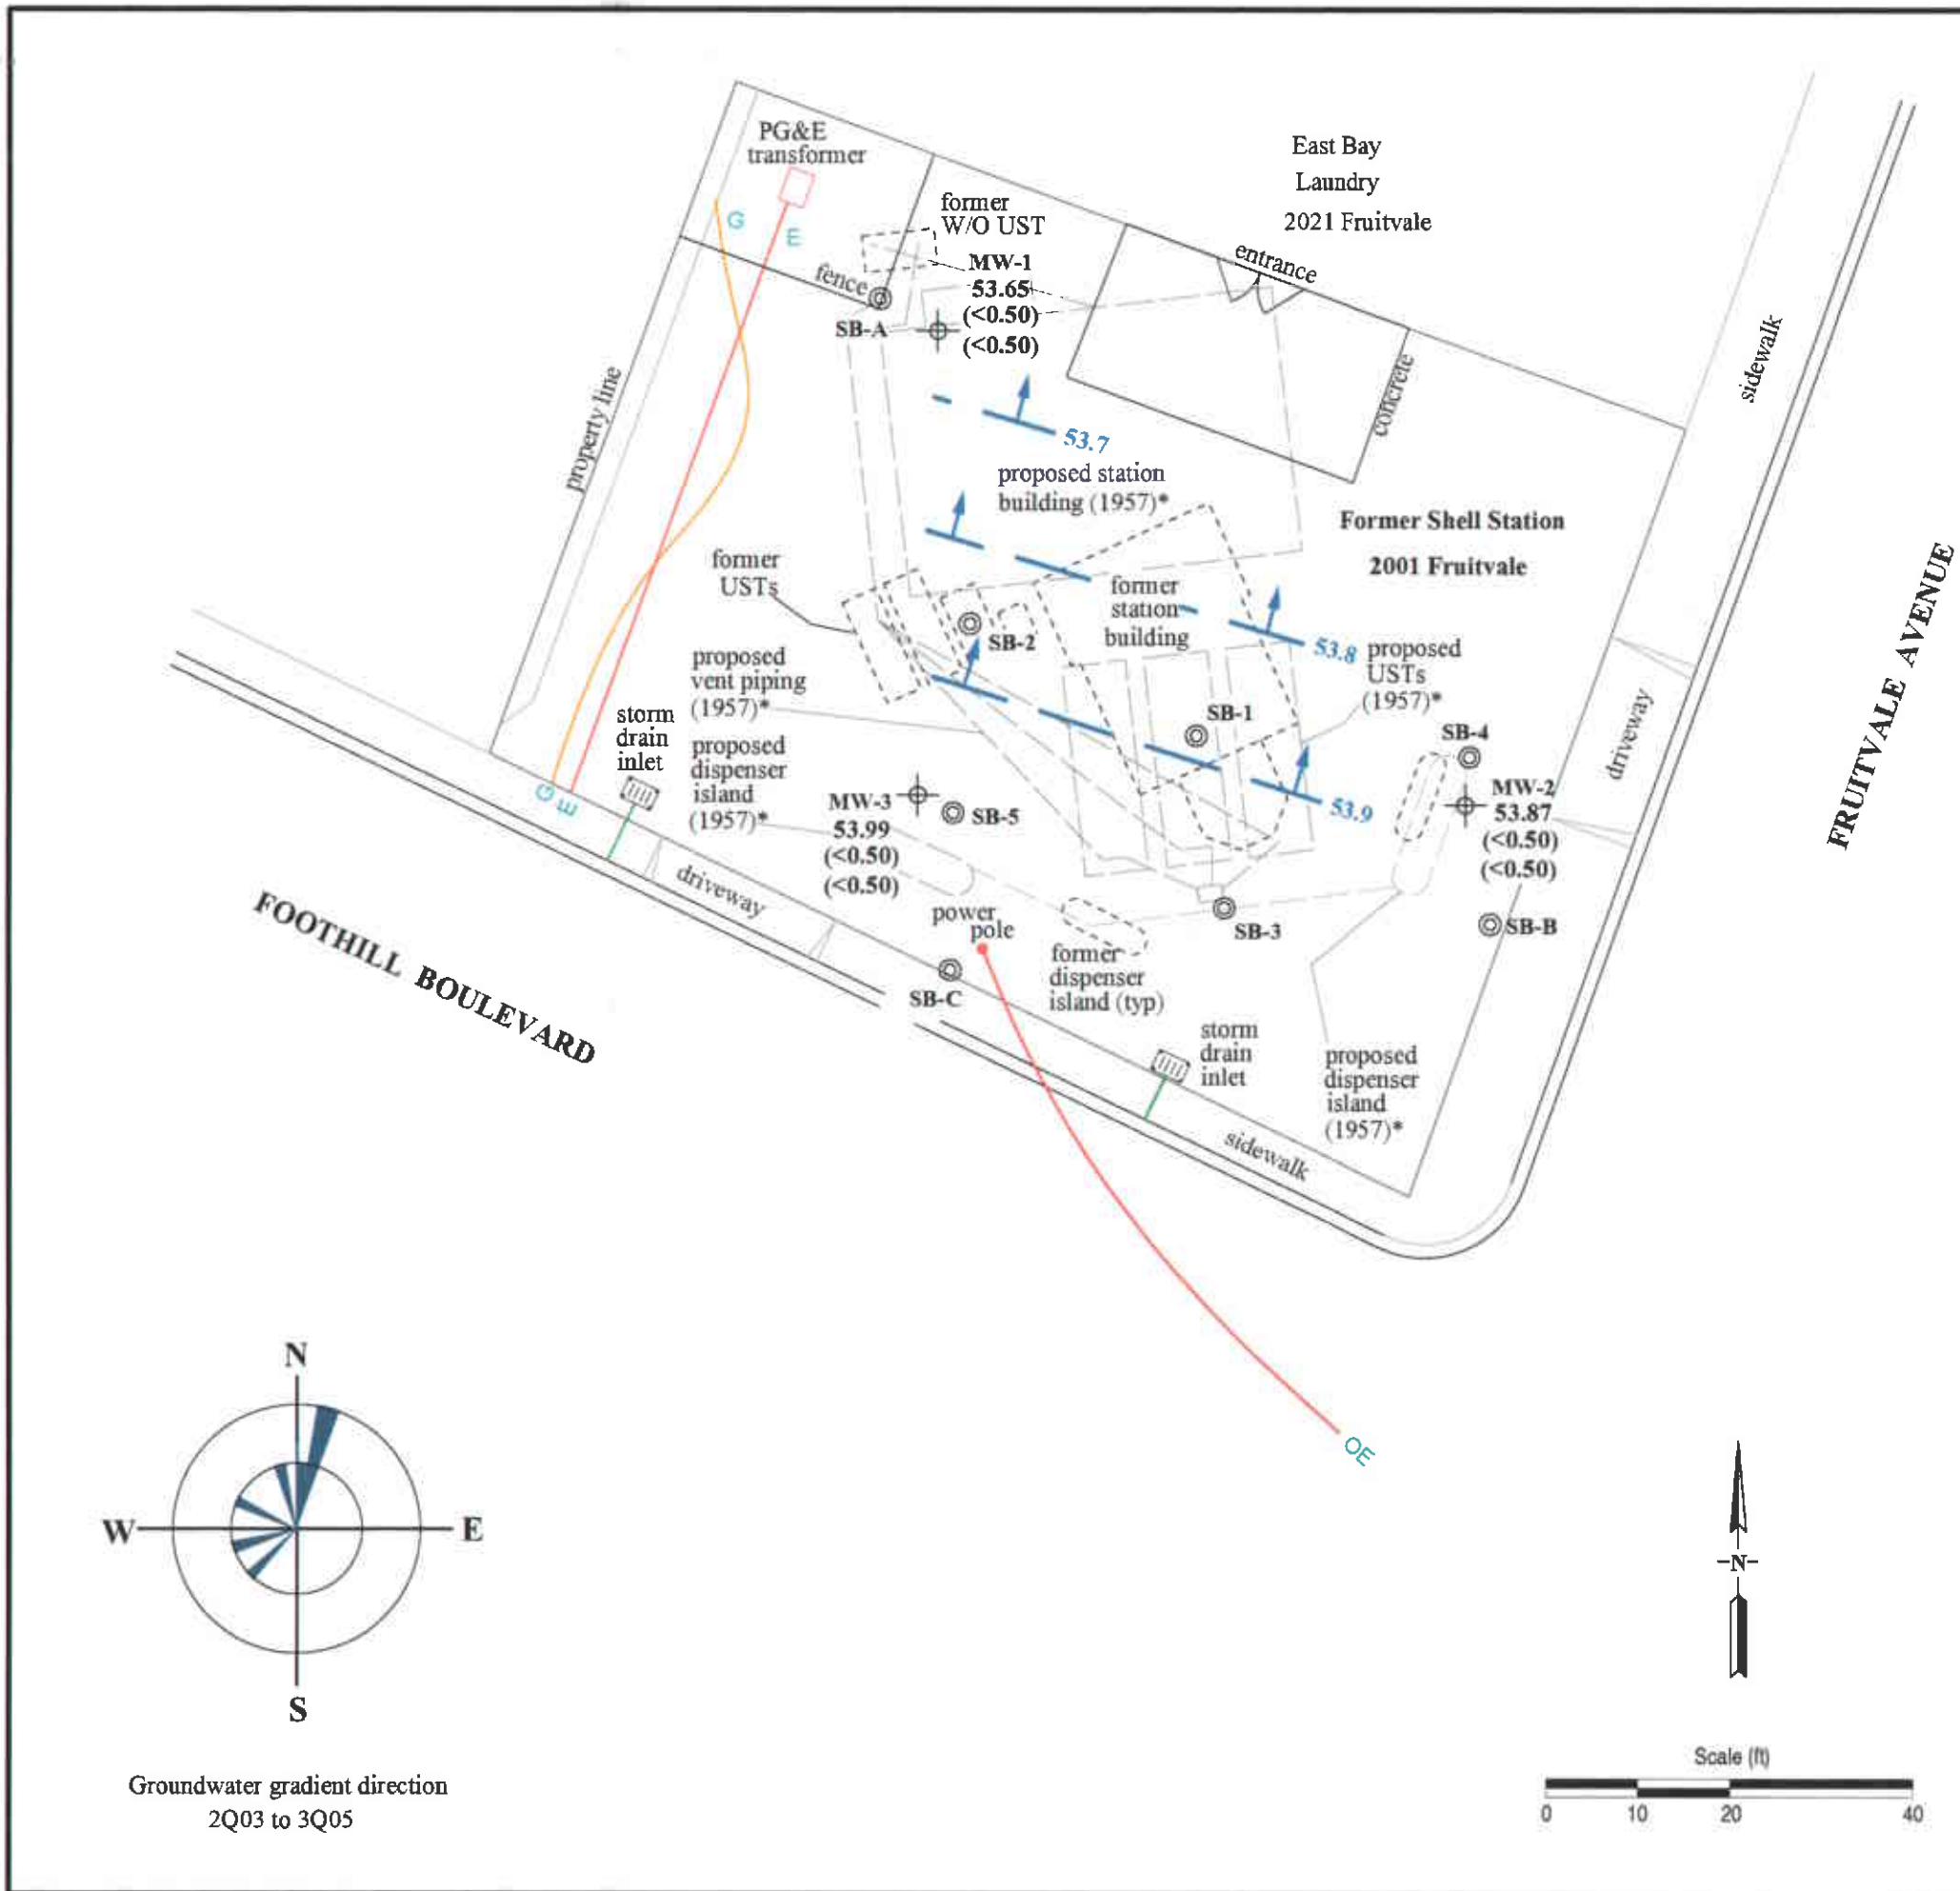 PG&E
transformer
G
E
former
W/O UST
MW-1
53.65
(<0.50)
(<0.50)
fence
SB-A
East Bay
Laundry
2021 Fruitvale
entrance
sidewalk
concrete
property line
53.7
proposed station
building (1957)*
Former Shell Station
2001 Fruitvale
FRUITVALE AVENUE
former
USTs
SB-2
former
station
building
53.8
proposed
USTs
(1957)*
proposed
vent piping
(1957)*
SB-1
SB-4
driveway
storm
drain
inlet
proposed
dispenser
island
(1957)*
G
E
MW-3
53.99
(<0.50)
(<0.50)
SB-5
53.9
MW-2
53.87
(<0.50)
(<0.50)
driveway
power
pole
SB-3
SB-B
former
dispenser
island (typ)
SB-C
FOOTHILL BOULEVARD
storm
drain
inlet
proposed
dispenser
island
(1957)*
sidewalk
OE
N
W
E
S
Groundwater gradient direction
2Q03 to 3Q05
-N-
Scale (ft)
0 10 20 40